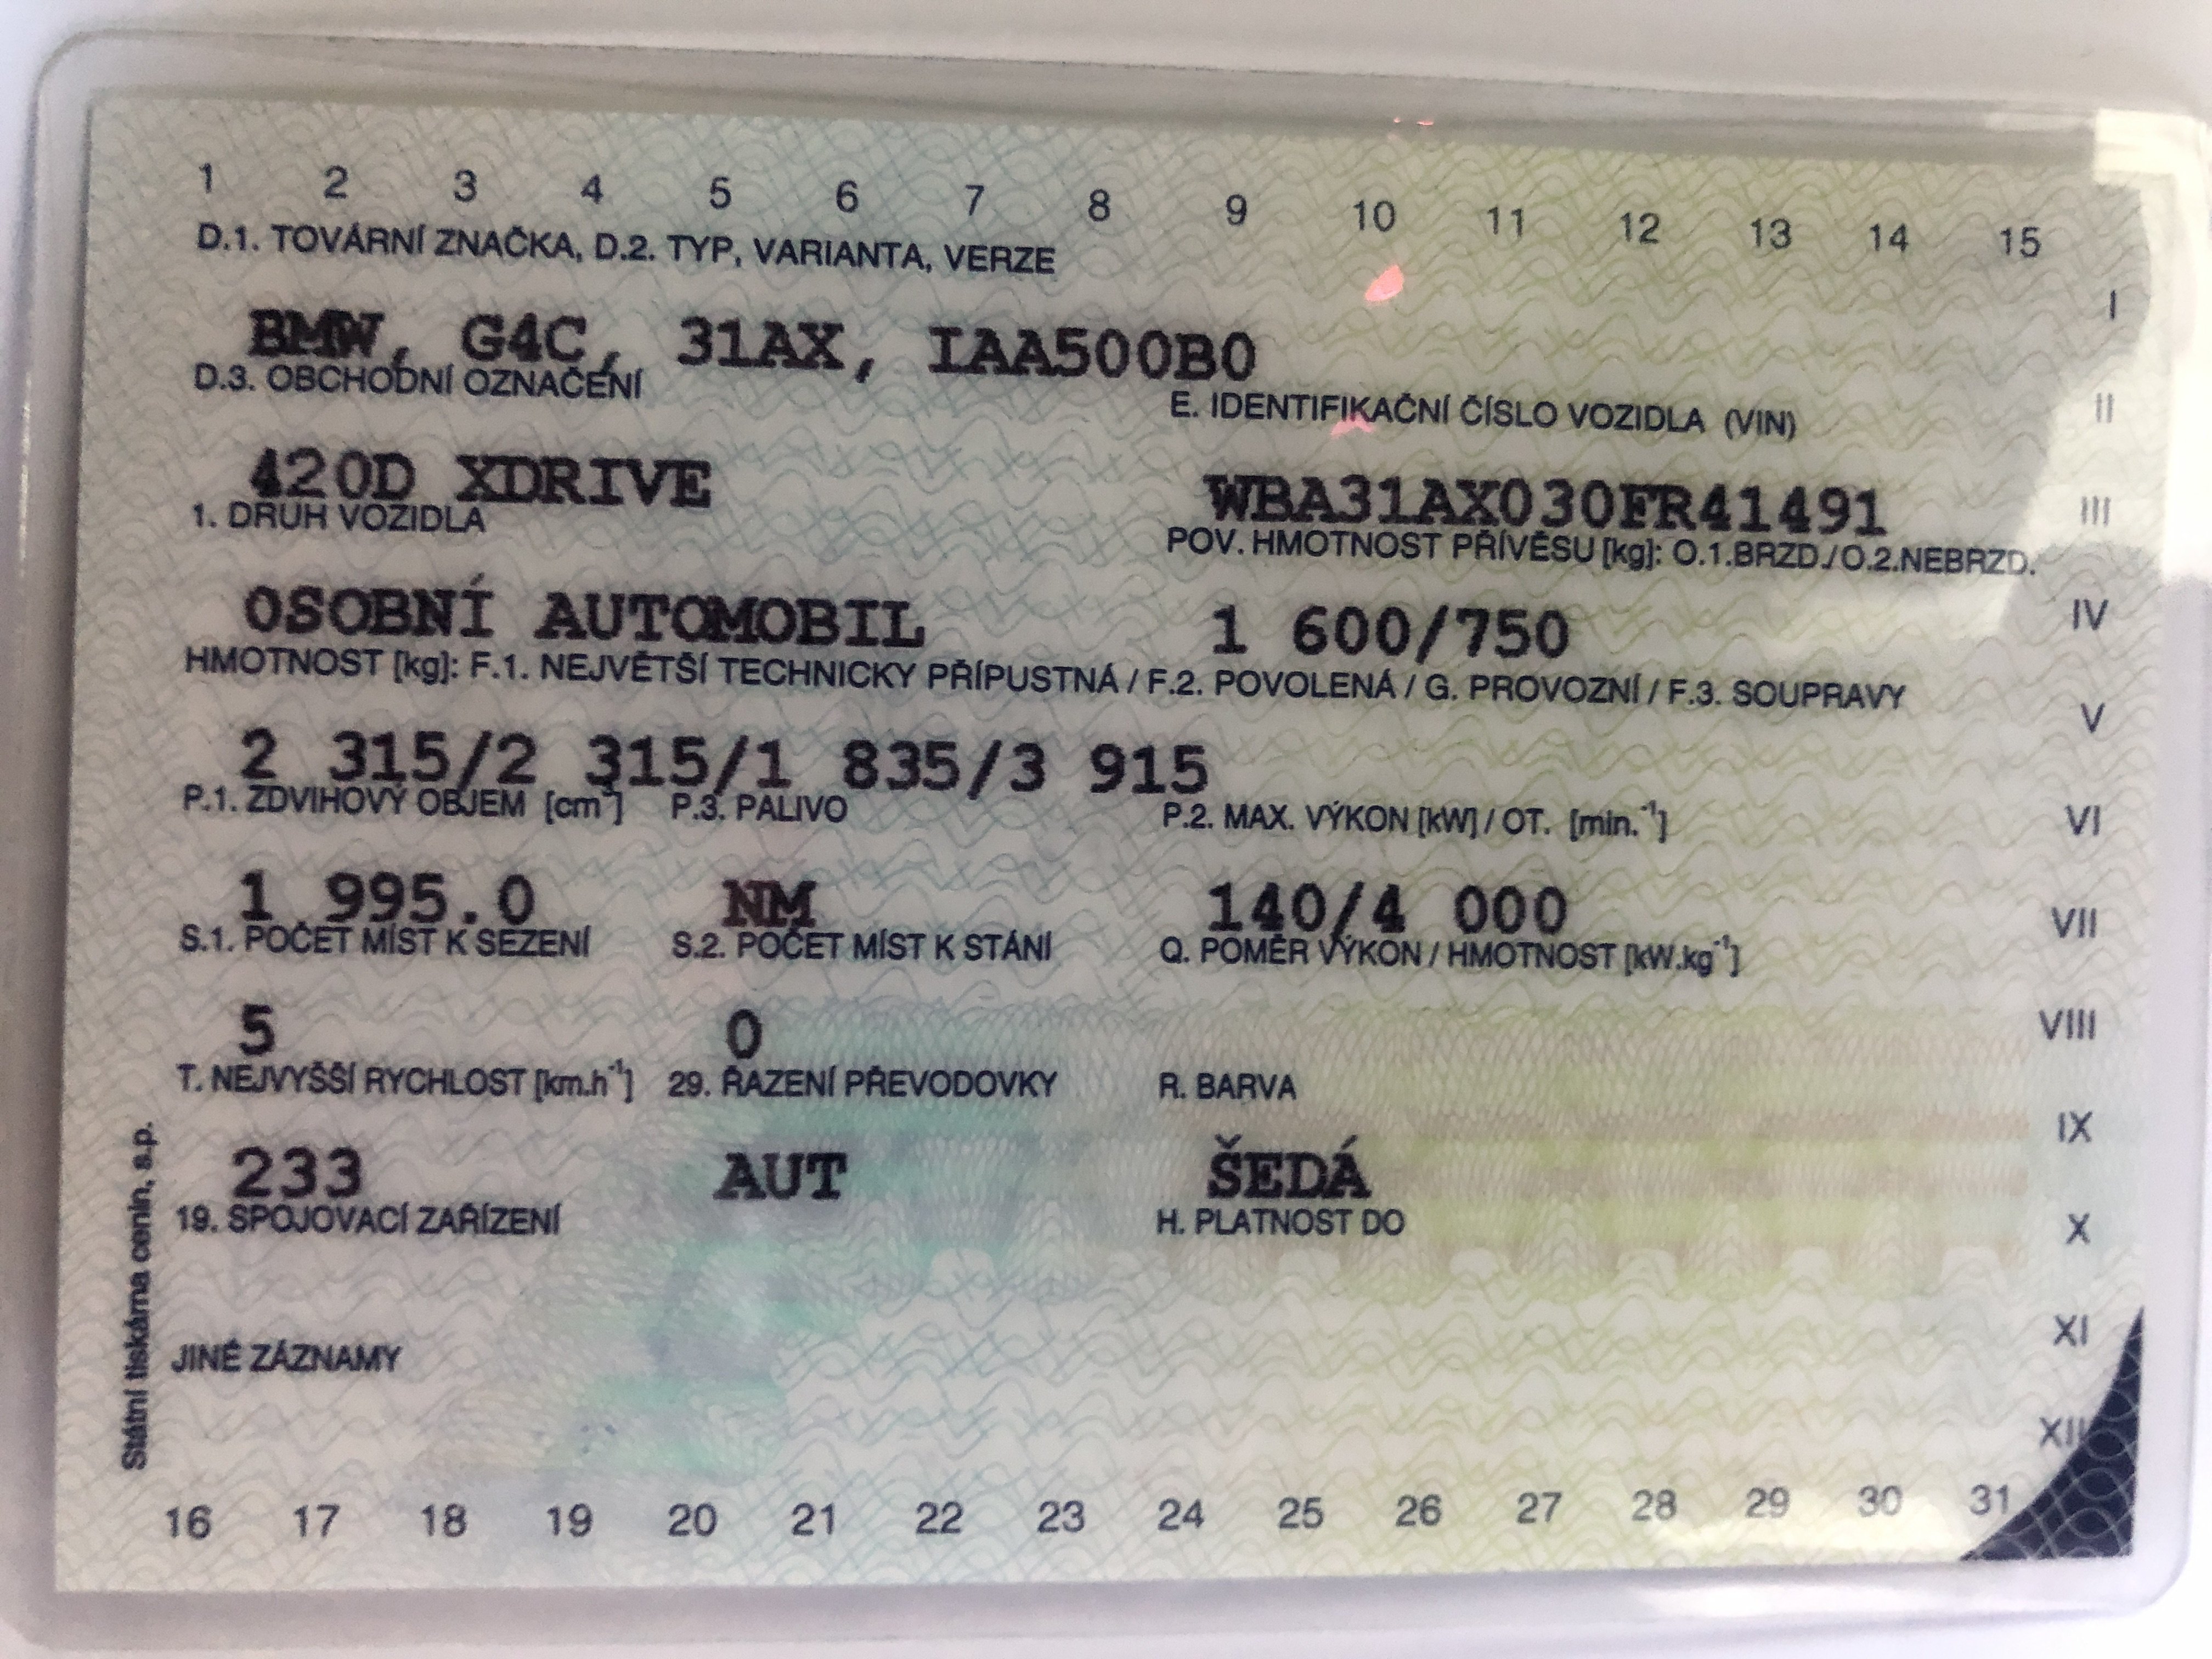 1 2 3 4 5 6 7 8 9 10 11 12 13 14 15
D.1. TOVÁRNÍ ZNAČKA, D.2. TYP, VARIANTA, VERZE
I
BMW, G4C, 31AX, IAA500B0
D.3. OBCHODNÍ OZNAČENÍ
E. IDENTIFIKAČNÍ ČÍSLO VOZIDLA (VIN)
II
420D XDRIVE
WBA31AX030FR41491
III
1. DRUH VOZIDLA
POV. HMOTNOST PŘÍVĚSU [kg]: O.1.BRZD./O.2.NEBRZD.
OSOBNÍ AUTOMOBIL
1 600/750
IV
HMOTNOST [kg]: F.1. NEJVĚTŠÍ TECHNICKY PŘÍPUSTNÁ / F.2. POVOLENÁ / G. PROVOZNÍ / F.3. SOUPRAVY
V
2 315/2 315/1 835/3 915
P.1. ZDVIHOVÝ OBJEM [cm³] P.3. PALIVO
P.2. MAX. VÝKON [kW] / OT. [min.⁻¹]
VI
1 995.0
NM
140/4 000
VII
S.1. POČET MÍST K SEZENÍ
S.2. POČET MÍST K STÁNÍ
Q. POMĚR VÝKON / HMOTNOST [kW.kg⁻¹]
5
0
VIII
T. NEJVYŠŠÍ RYCHLOST [km.h⁻¹]
29. ŘAZENÍ PŘEVODOVKY
R. BARVA
IX
233
AUT
ŠEDÁ
19. SPOJOVACÍ ZAŘÍZENÍ
H. PLATNOST DO
X
XI
JINÉ ZÁZNAMY
XII
16 17 18 19 20 21 22 23 24 25 26 27 28 29 30 31
Státní tiskárna cenin, s.p.